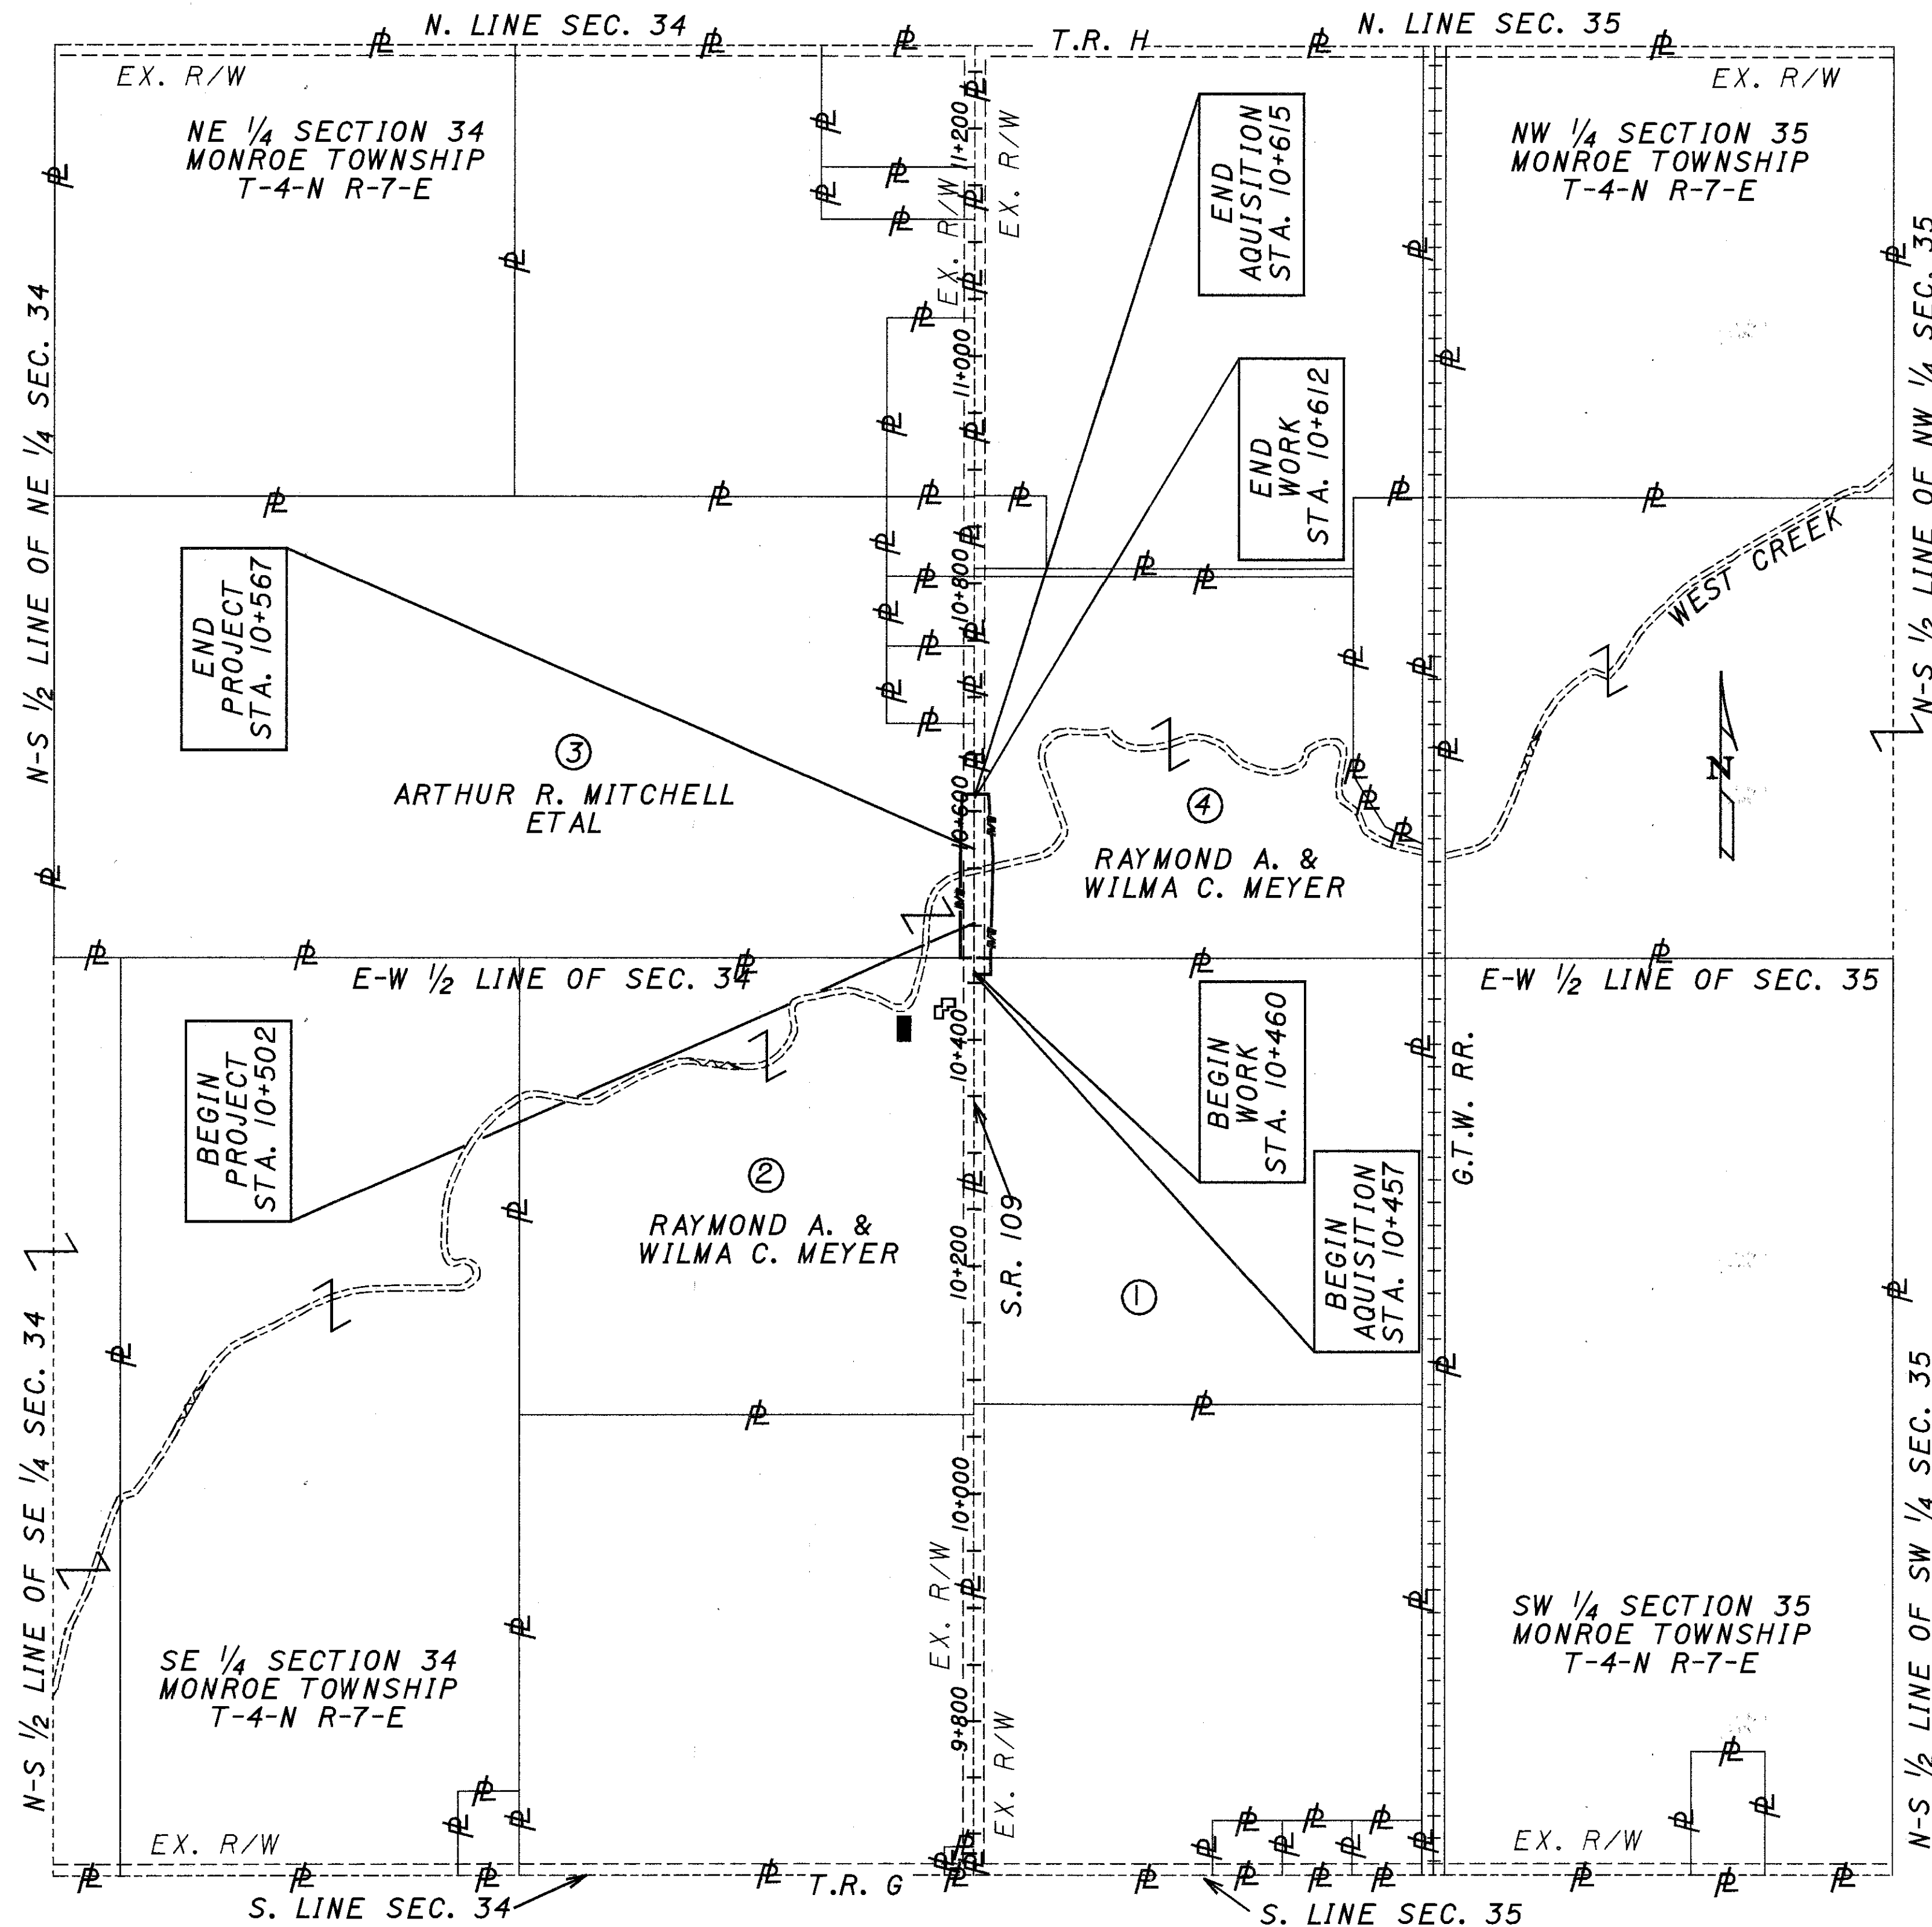 N. LINE SEC. 34
T.R. H
N. LINE SEC. 35
EX. R/W
EX. R/W
NE 1/4 SECTION 34
MONROE TOWNSHIP
T-4-N R-7-E
NW 1/4 SECTION 35
MONROE TOWNSHIP
T-4-N R-7-E
11+200
EX. R/W
EX. R/W
END
AQUISITION
STA. 10+615
N-S 1/2 LINE OF NE 1/4 SEC. 34
N-S 1/2 LINE OF NW 1/4 SEC. 35
11+000
END
WORK
STA. 10+612
WEST CREEK
END
PROJECT
STA. 10+567
10+800
N
3
ARTHUR R. MITCHELL
ET AL
10+600
4
RAYMOND A. &
WILMA C. MEYER
E-W 1/2 LINE OF SEC. 34
E-W 1/2 LINE OF SEC. 35
BEGIN
PROJECT
STA. 10+502
10+400
BEGIN
WORK
STA. 10+460
G.T.W. RR.
2
RAYMOND A. &
WILMA C. MEYER
10+200
S.R. 109
1
BEGIN
AQUISITION
STA. 10+457
N-S 1/2 LINE OF SE 1/4 SEC. 34
N-S 1/2 LINE OF SW 1/4 SEC. 35
10+000
EX. R/W
SE 1/4 SECTION 34
MONROE TOWNSHIP
T-4-N R-7-E
SW 1/4 SECTION 35
MONROE TOWNSHIP
T-4-N R-7-E
9+800
EX. R/W
EX. R/W
EX. R/W
T.R. G
S. LINE SEC. 34
S. LINE SEC. 35